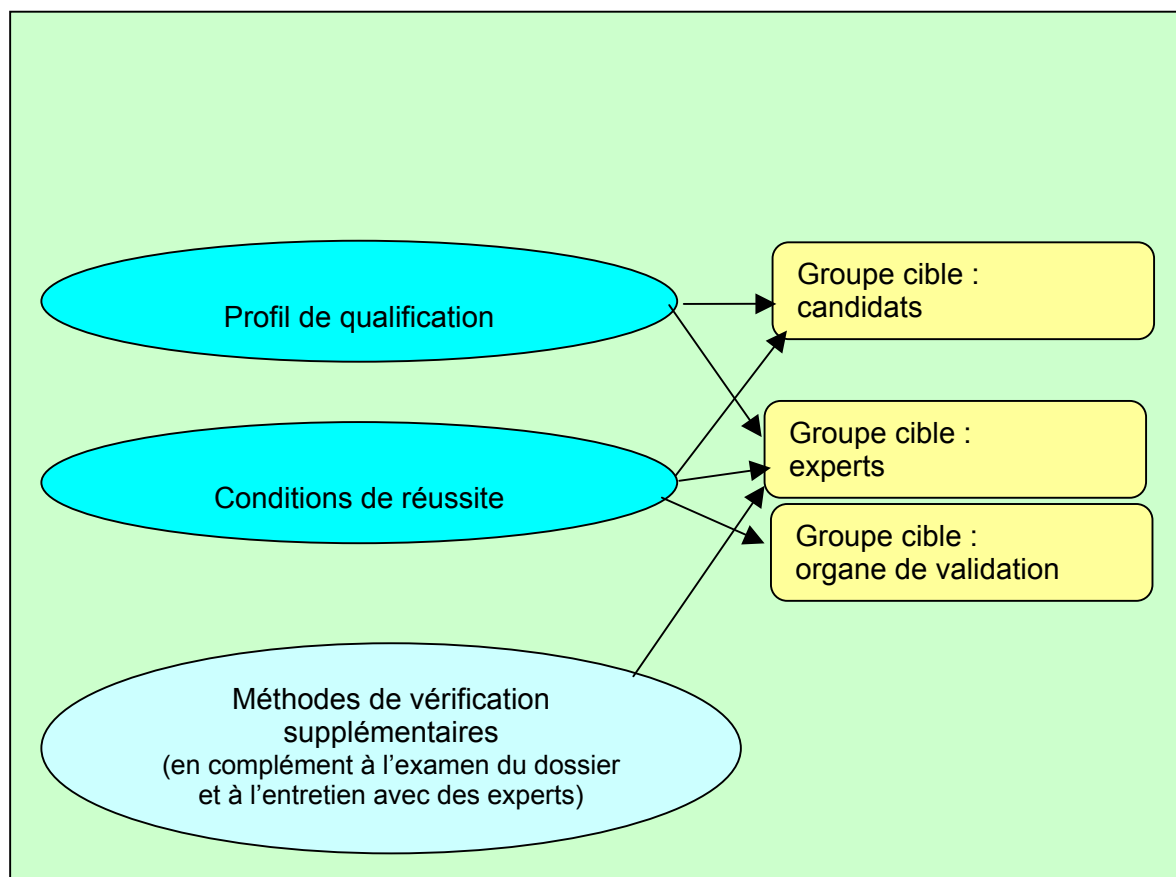 Profil de qualification
Groupe cible :
candidats
Conditions de réussite
Groupe cible :
experts
Groupe cible :
organe de validation
Méthodes de vérification
supplémentaires
(en complément à l’examen du dossier
et à l’entretien avec des experts)